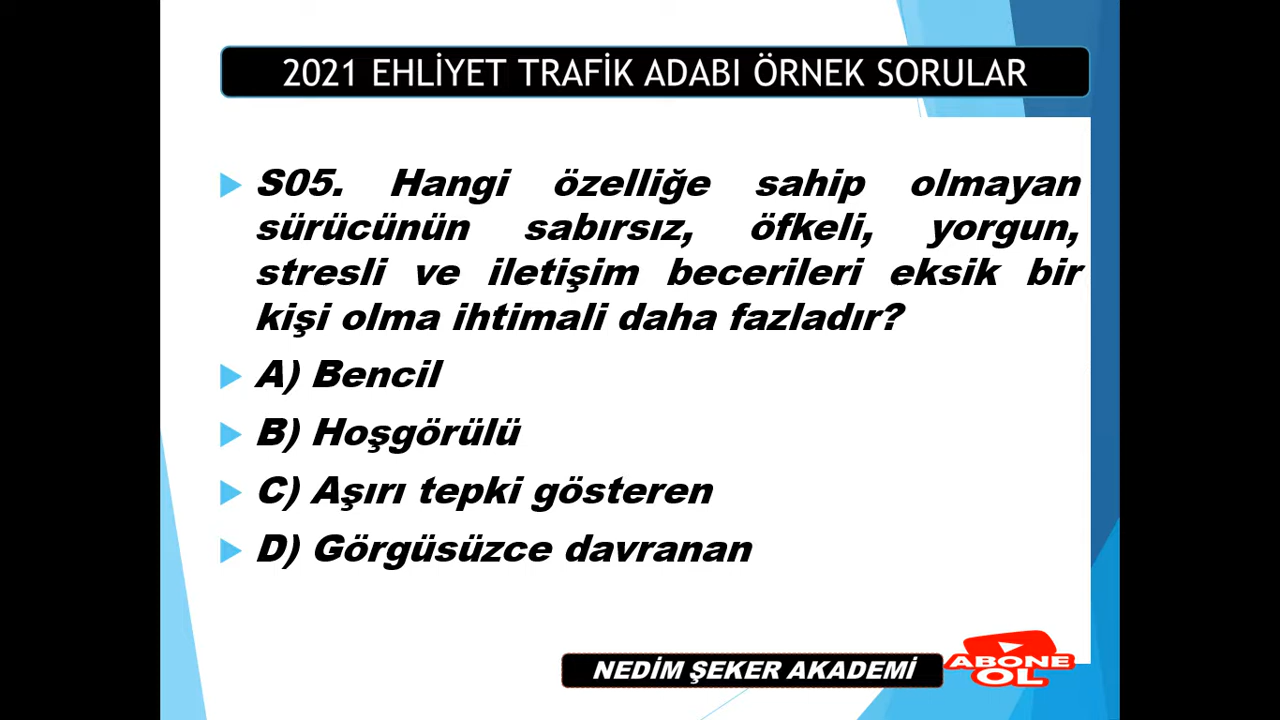 2021 EHLİYET TRAFİK ADABI ÖRNEK SORULAR
S05. Hangi özelliğe sahip olmayan
sürücünün sabırsız, öfkeli, yorgun,
stresli ve iletişim becerileri eksik bir
kişi olma ihtimali daha fazladır?
A) Bencil
B) Hoşgörülü
C) Aşırı tepki gösteren
D) Görgüsüzce davranan
NEDİM ŞEKER AKADEMİ
ABONE
OL